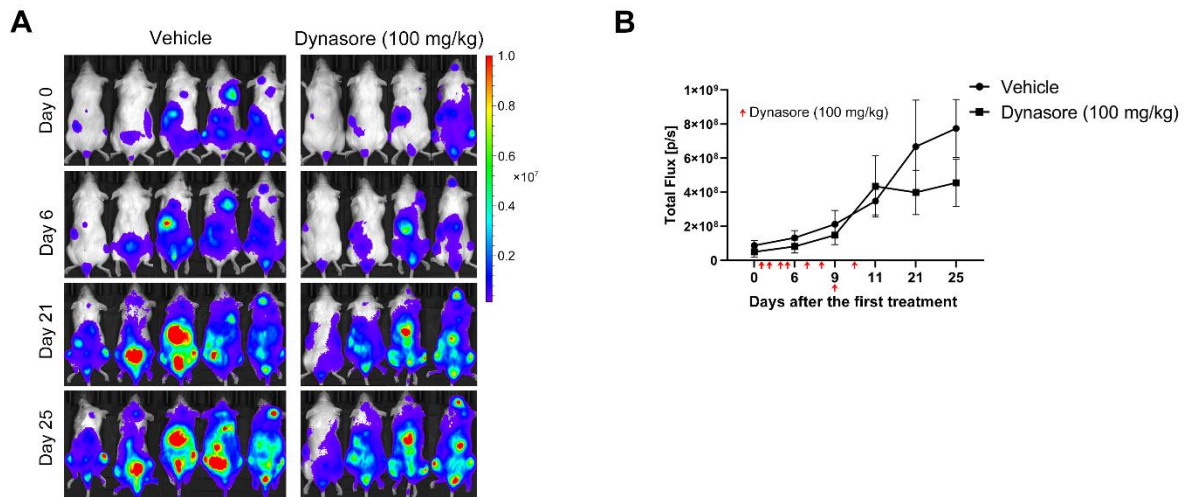 A
Vehicle
Dynasore (100 mg/kg)
Day 0
Day 6
Day 21
Day 25
1.0
0.8
0.6
×10⁷
0.4
0.2
B
Vehicle
Dynasore (100 mg/kg)
↑ Dynasore (100 mg/kg)
Total Flux [p/s]
1×10⁹
8×10⁸
6×10⁸
4×10⁸
2×10⁸
0
0 6 9 11 21 25
Days after the first treatment